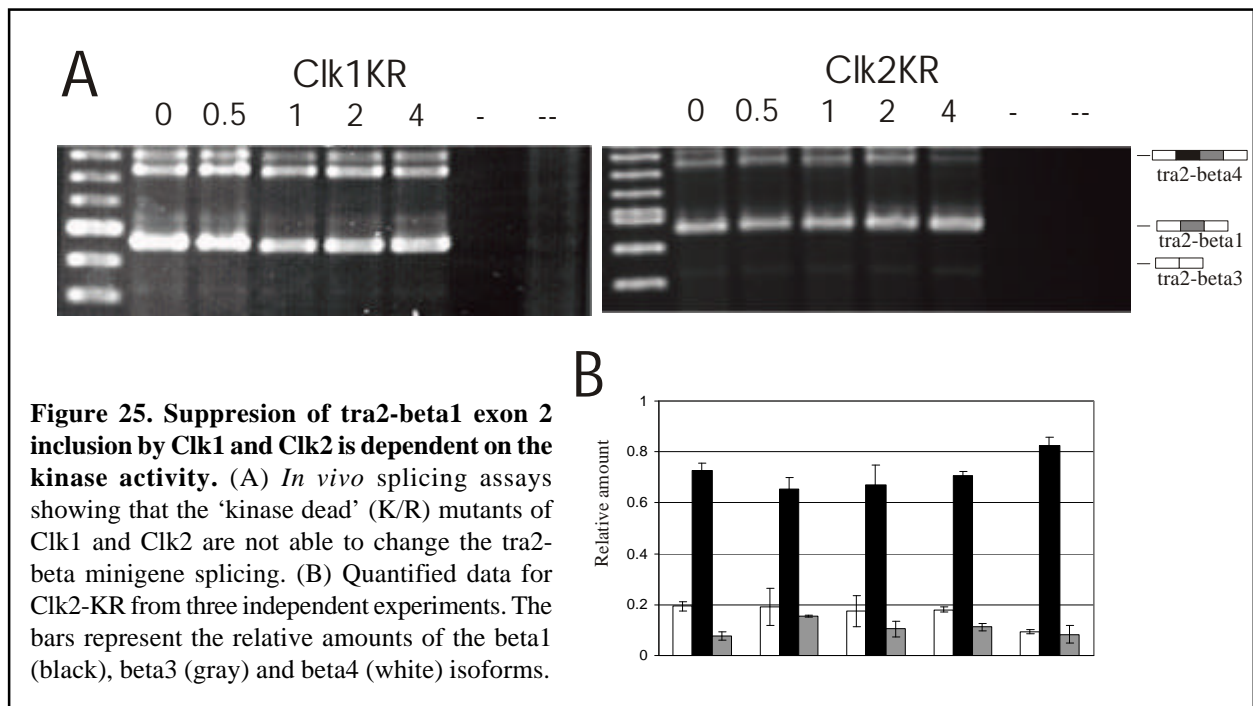 A
Clk1KR
Clk2KR
0 0.5 1 2 4 - --
0 0.5 1 2 4 - --
tra2-beta4
tra2-beta1
tra2-beta3
Figure 25. Suppresion of tra2-beta1 exon 2
inclusion by Clk1 and Clk2 is dependent on the
kinase activity. (A) In vivo splicing assays
showing that the ‘kinase dead’ (K/R) mutants of
Clk1 and Clk2 are not able to change the tra2-
beta minigene splicing. (B) Quantified data for
Clk2-KR from three independent experiments. The
bars represent the relative amounts of the beta1
(black), beta3 (gray) and beta4 (white) isoforms.
B
Relative amount
1
0.8
0.6
0.4
0.2
0